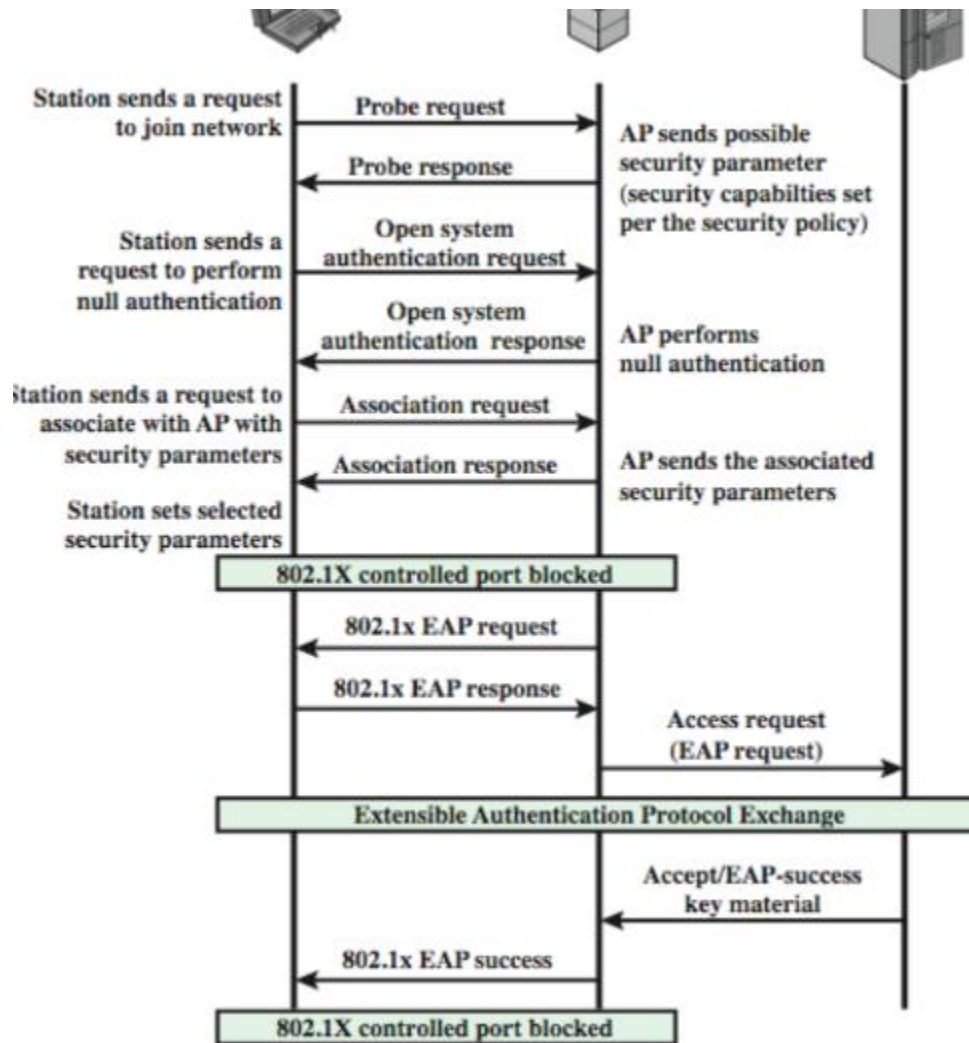 Station sends a request
to join network
Probe request
AP sends possible
security parameter
(security capabilties set
per the security policy)
Probe response
Station sends a
request to perform
null authentication
Open system
authentication request
Open system
authentication response
AP performs
null authentication
Station sends a request to
associate with AP with
security parameters
Association request
Association response
AP sends the associated
security parameters
Station sets selected
security parameters
802.1X controlled port blocked
802.1x EAP request
802.1x EAP response
Access request
(EAP request)
Extensible Authentication Protocol Exchange
Accept/EAP-success
key material
802.1x EAP success
802.1X controlled port blocked